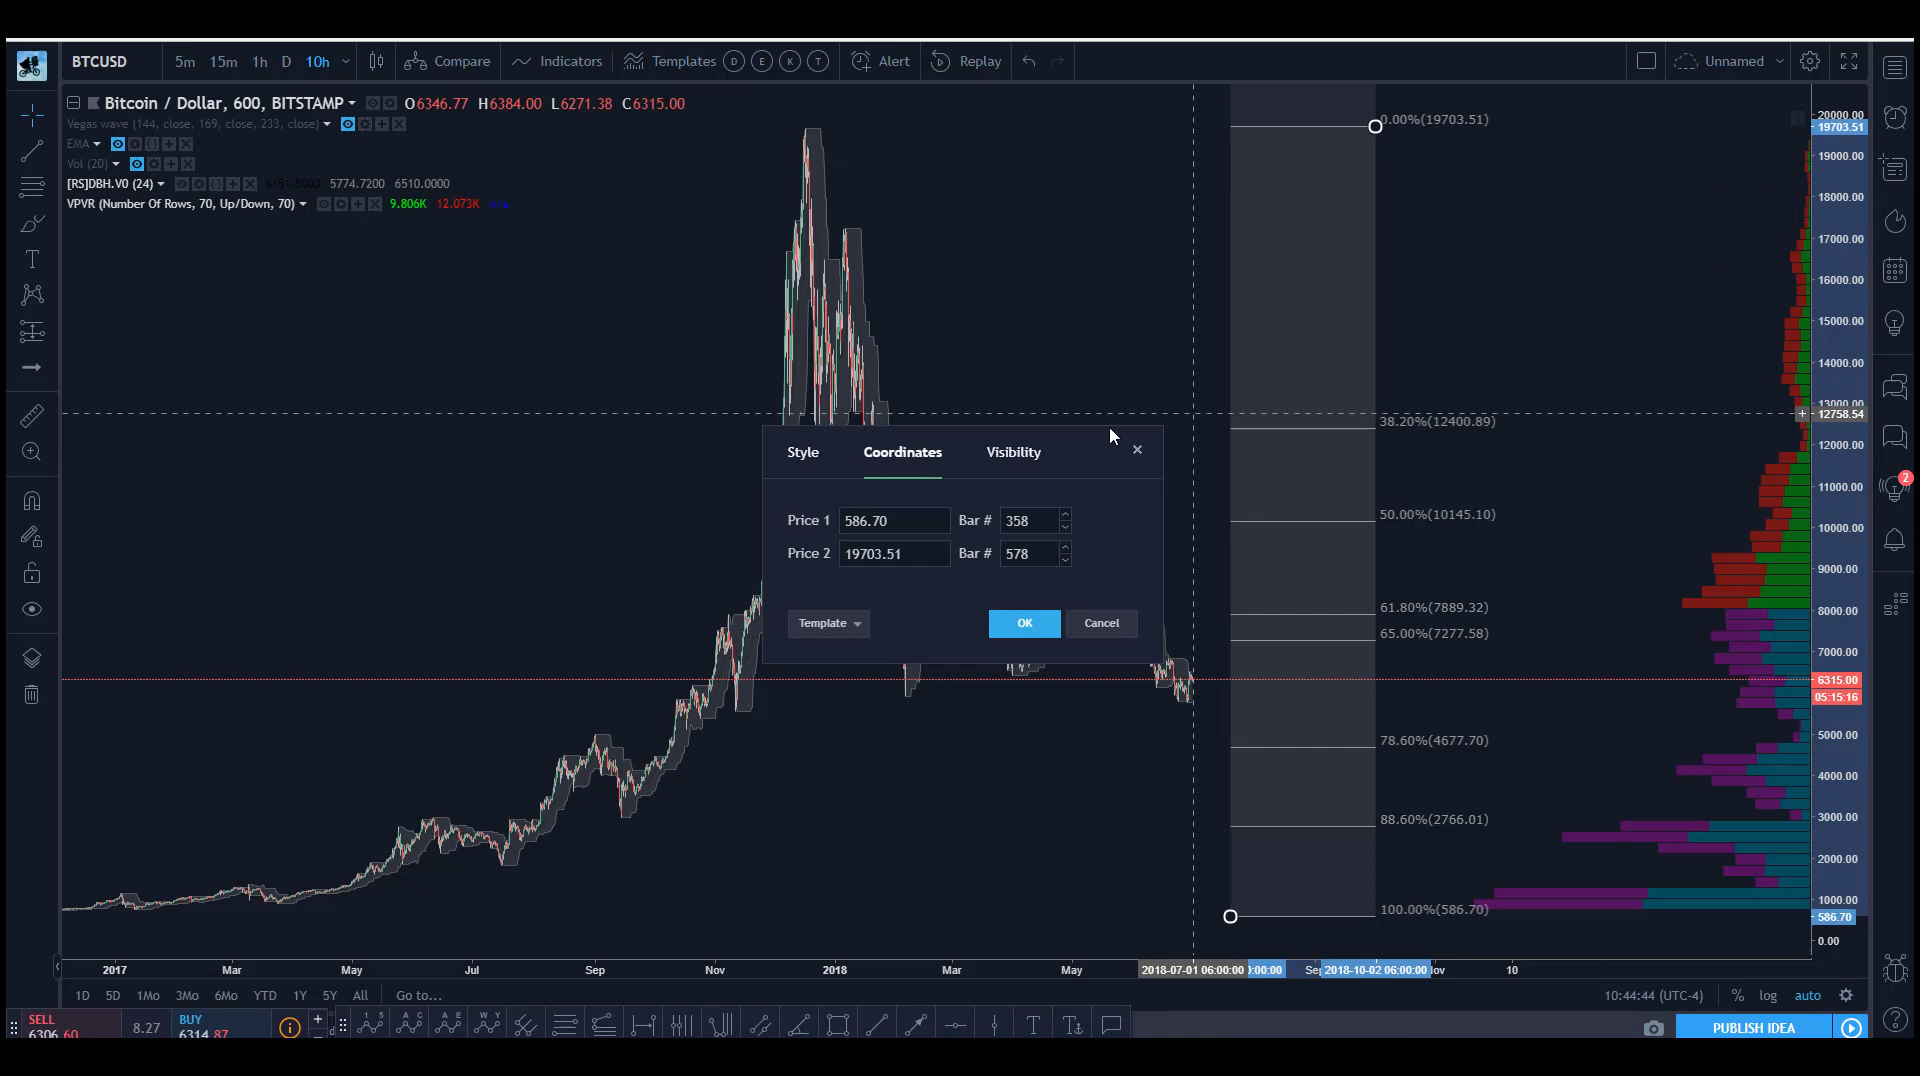 BTCUSD 5m 15m 1h D 10h Compare Indicators Templates D E K T Alert Replay Unnamed
Bitcoin / Dollar, 600, BITSTAMP O6346.77 H6384.00 L6271.38 C6315.00
Vegas wave (144, close, 169, close, 233, close)
EMA
Vol (20)
[RS]DBH.V0 (24) 6151.5000 5774.7200 6510.0000
VPVR (Number Of Rows, 70, Up/Down, 70) 9.806K 12.073K n/a
0.00%(19703.51)
38.20%(12400.89)
50.00%(10145.10)
61.80%(7889.32)
65.00%(7277.58)
78.60%(4677.70)
88.60%(2766.01)
100.00%(586.70)
Style Coordinates Visibility
Price 1 586.70 Bar # 358
Price 2 19703.51 Bar # 578
Template OK Cancel
20000.00
19703.51
19000.00
18000.00
17000.00
16000.00
15000.00
14000.00
13000.00
12758.54
12000.00
11000.00
10000.00
9000.00
8000.00
7000.00
6315.00
05:15:16
5000.00
4000.00
3000.00
2000.00
1000.00
586.70
0.00
2
2017 Mar May Jul Sep Nov 2018 Mar May 2018-07-01 06:00:00 2018-10-02 06:00:00 10
1D 5D 1Mo 3Mo 6Mo YTD 1Y 5Y All Go to... 10:44:44 (UTC-4) % log auto
SELL
6306.60
8.27
BUY
6314.87
PUBLISH IDEA